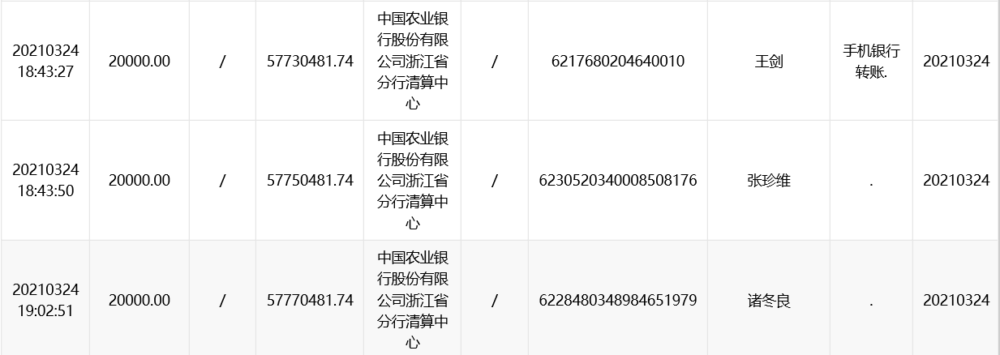 20210324
18:43:27
20000.00
/
57730481.74
中国农业银
行股份有限
公司浙江省
分行清算中
心
/
6217680204640010
王剑
手机银行
转账.
20210324
20210324
18:43:50
20000.00
/
57750481.74
中国农业银
行股份有限
公司浙江省
分行清算中
心
/
6230520340008508176
张珍维
.
20210324
20210324
19:02:51
20000.00
/
57770481.74
中国农业银
行股份有限
公司浙江省
分行清算中
心
/
6228480348984651979
诸冬良
.
20210324